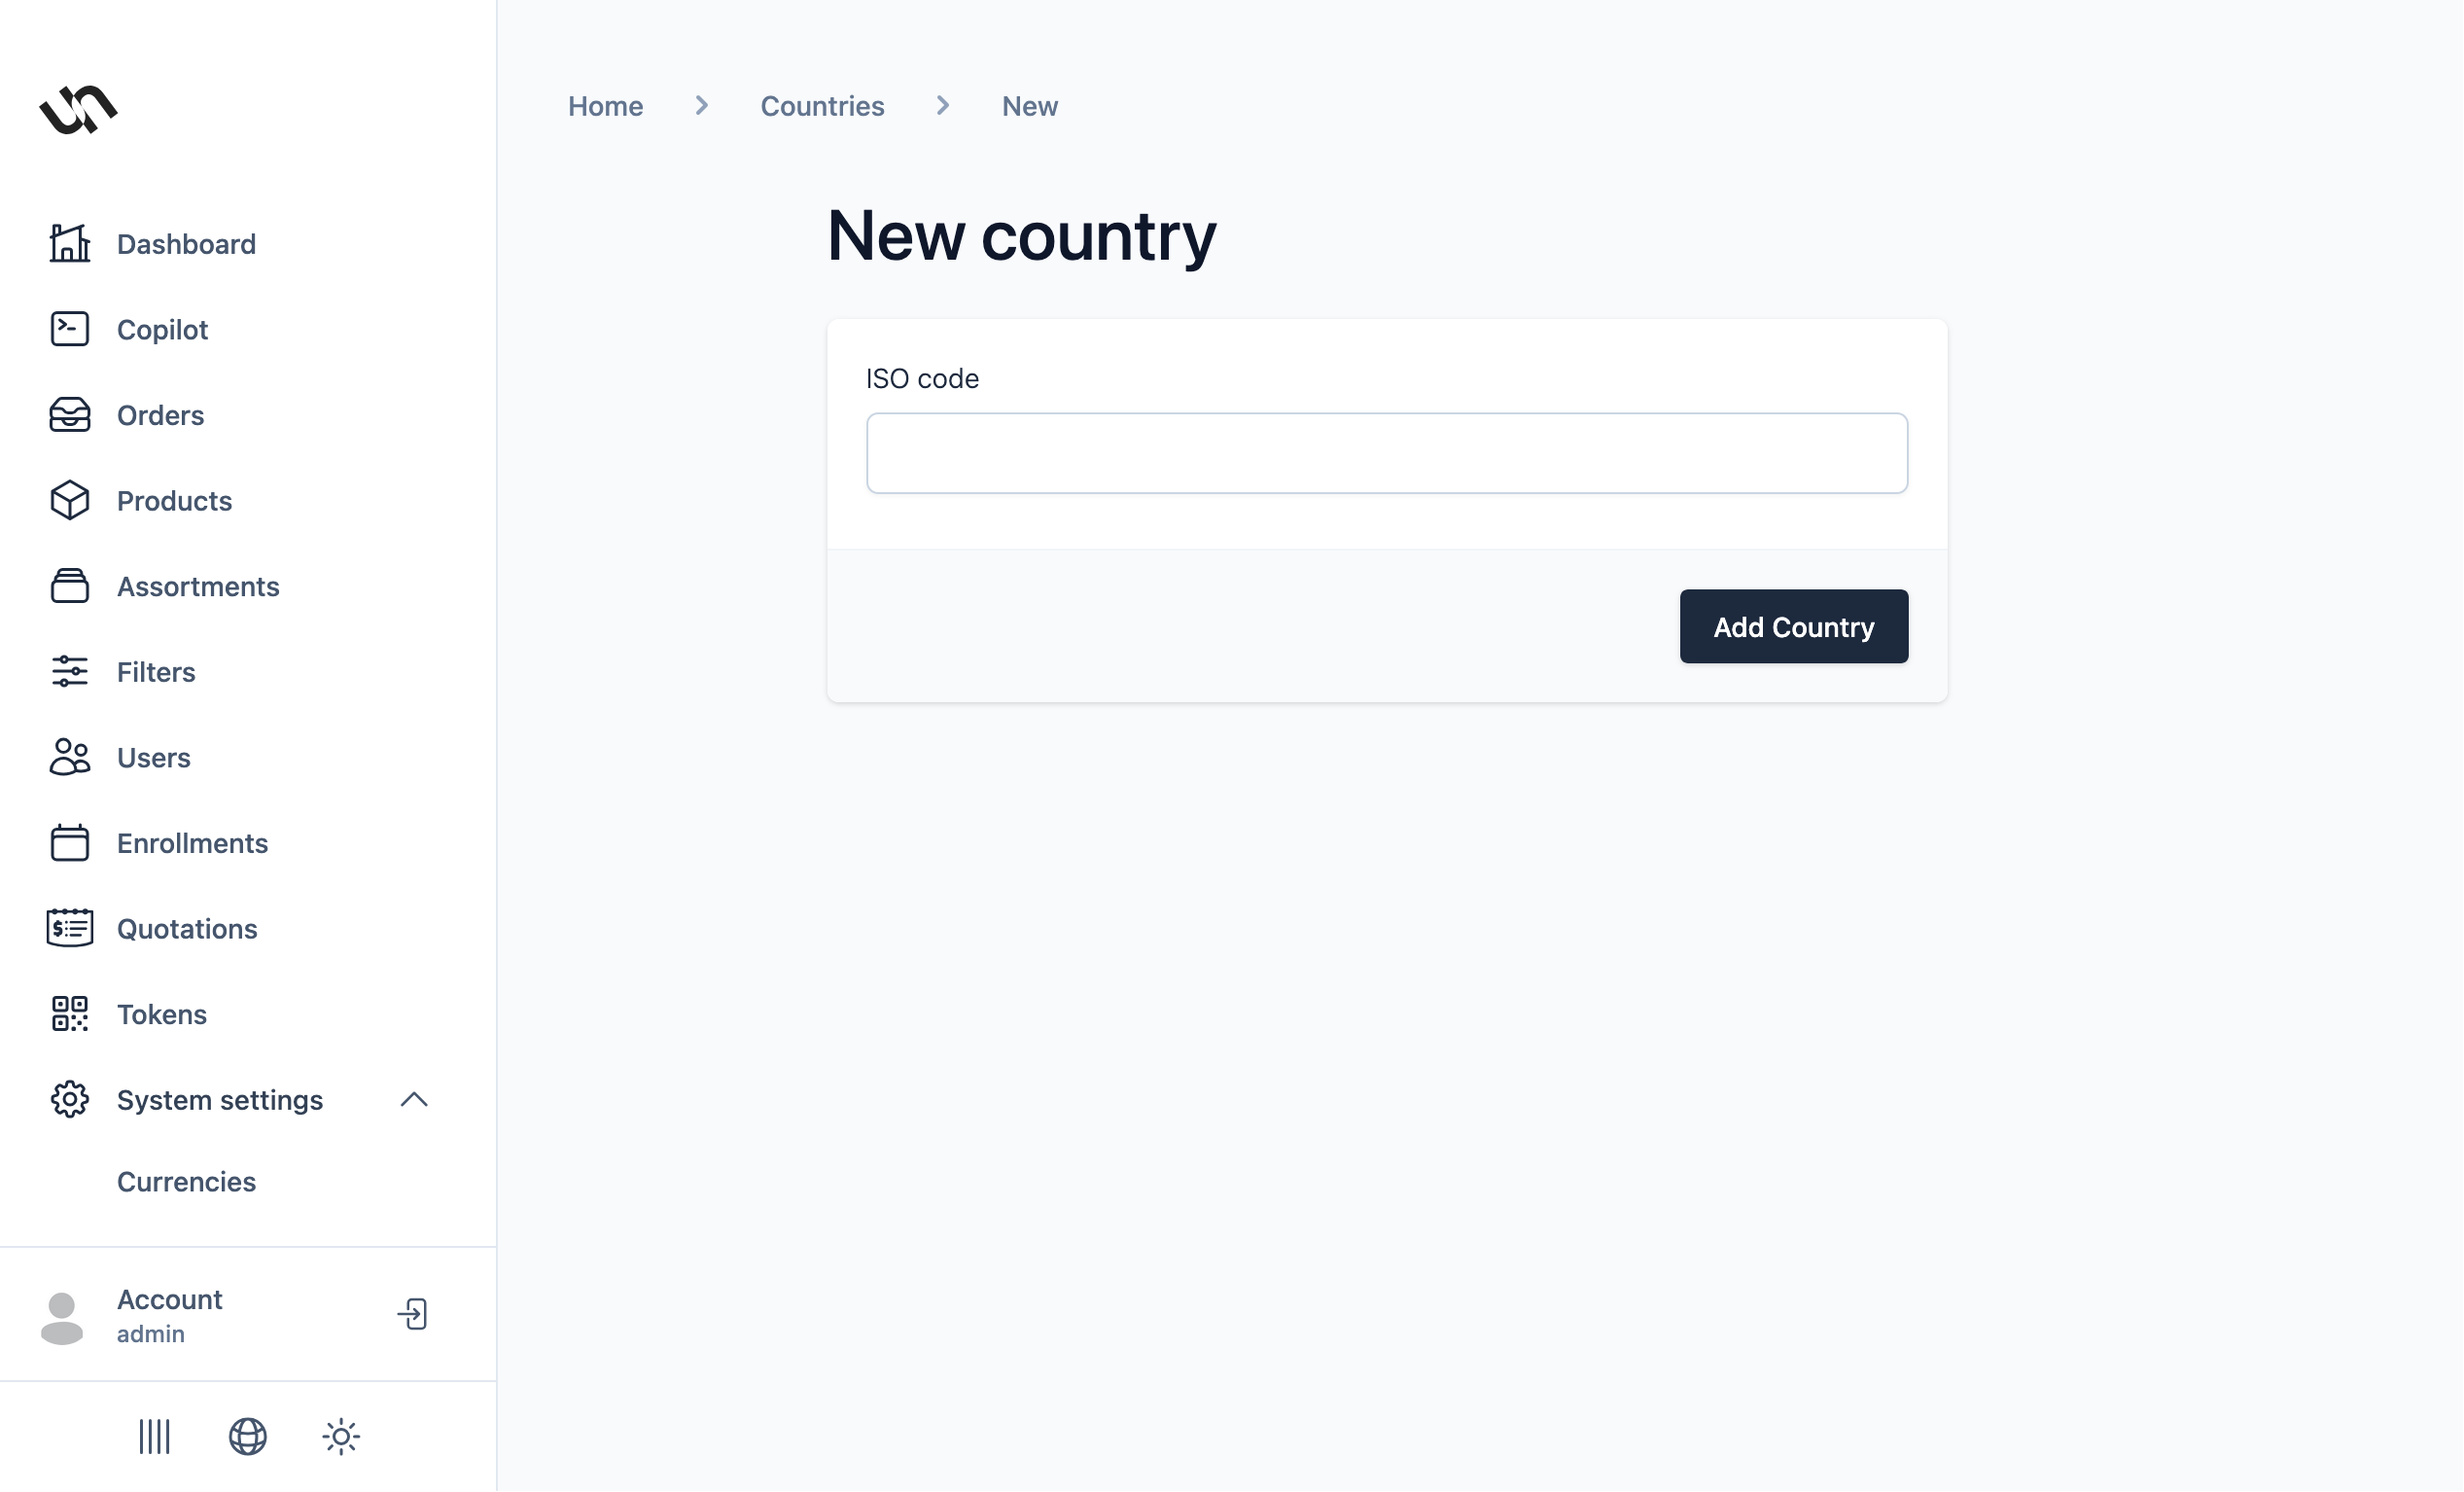 un
Dashboard
Copilot
Orders
Products
Assortments
Filters
Users
Enrollments
Quotations
Tokens
System settings
Currencies
Account
admin
Home
Countries
New
New country
ISO code
Add Country